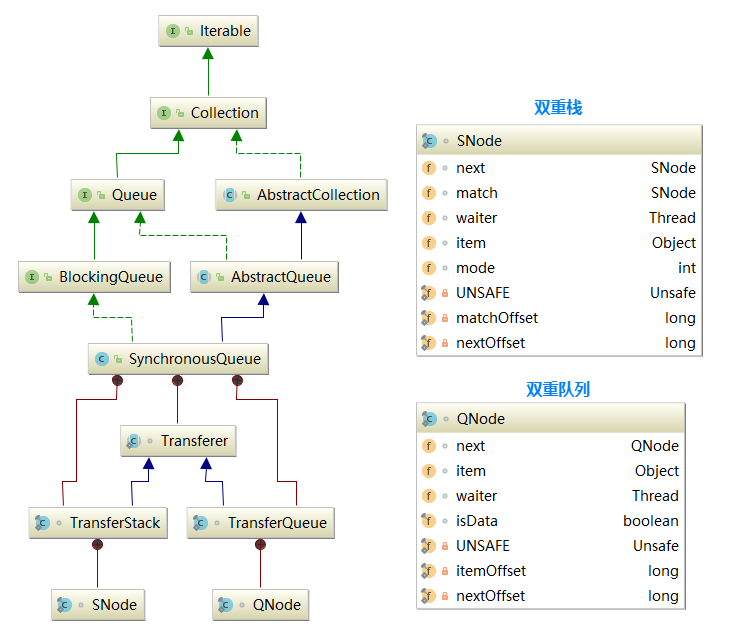 Iterable
Collection
Queue
AbstractCollection
BlockingQueue
AbstractQueue
SynchronousQueue
Transferer
TransferStack
TransferQueue
SNode
QNode
双重栈
SNode
next SNode
match SNode
waiter Thread
item Object
mode int
UNSAFE Unsafe
matchOffset long
nextOffset long
双重队列
QNode
next QNode
item Object
waiter Thread
isData boolean
UNSAFE Unsafe
itemOffset long
nextOffset long